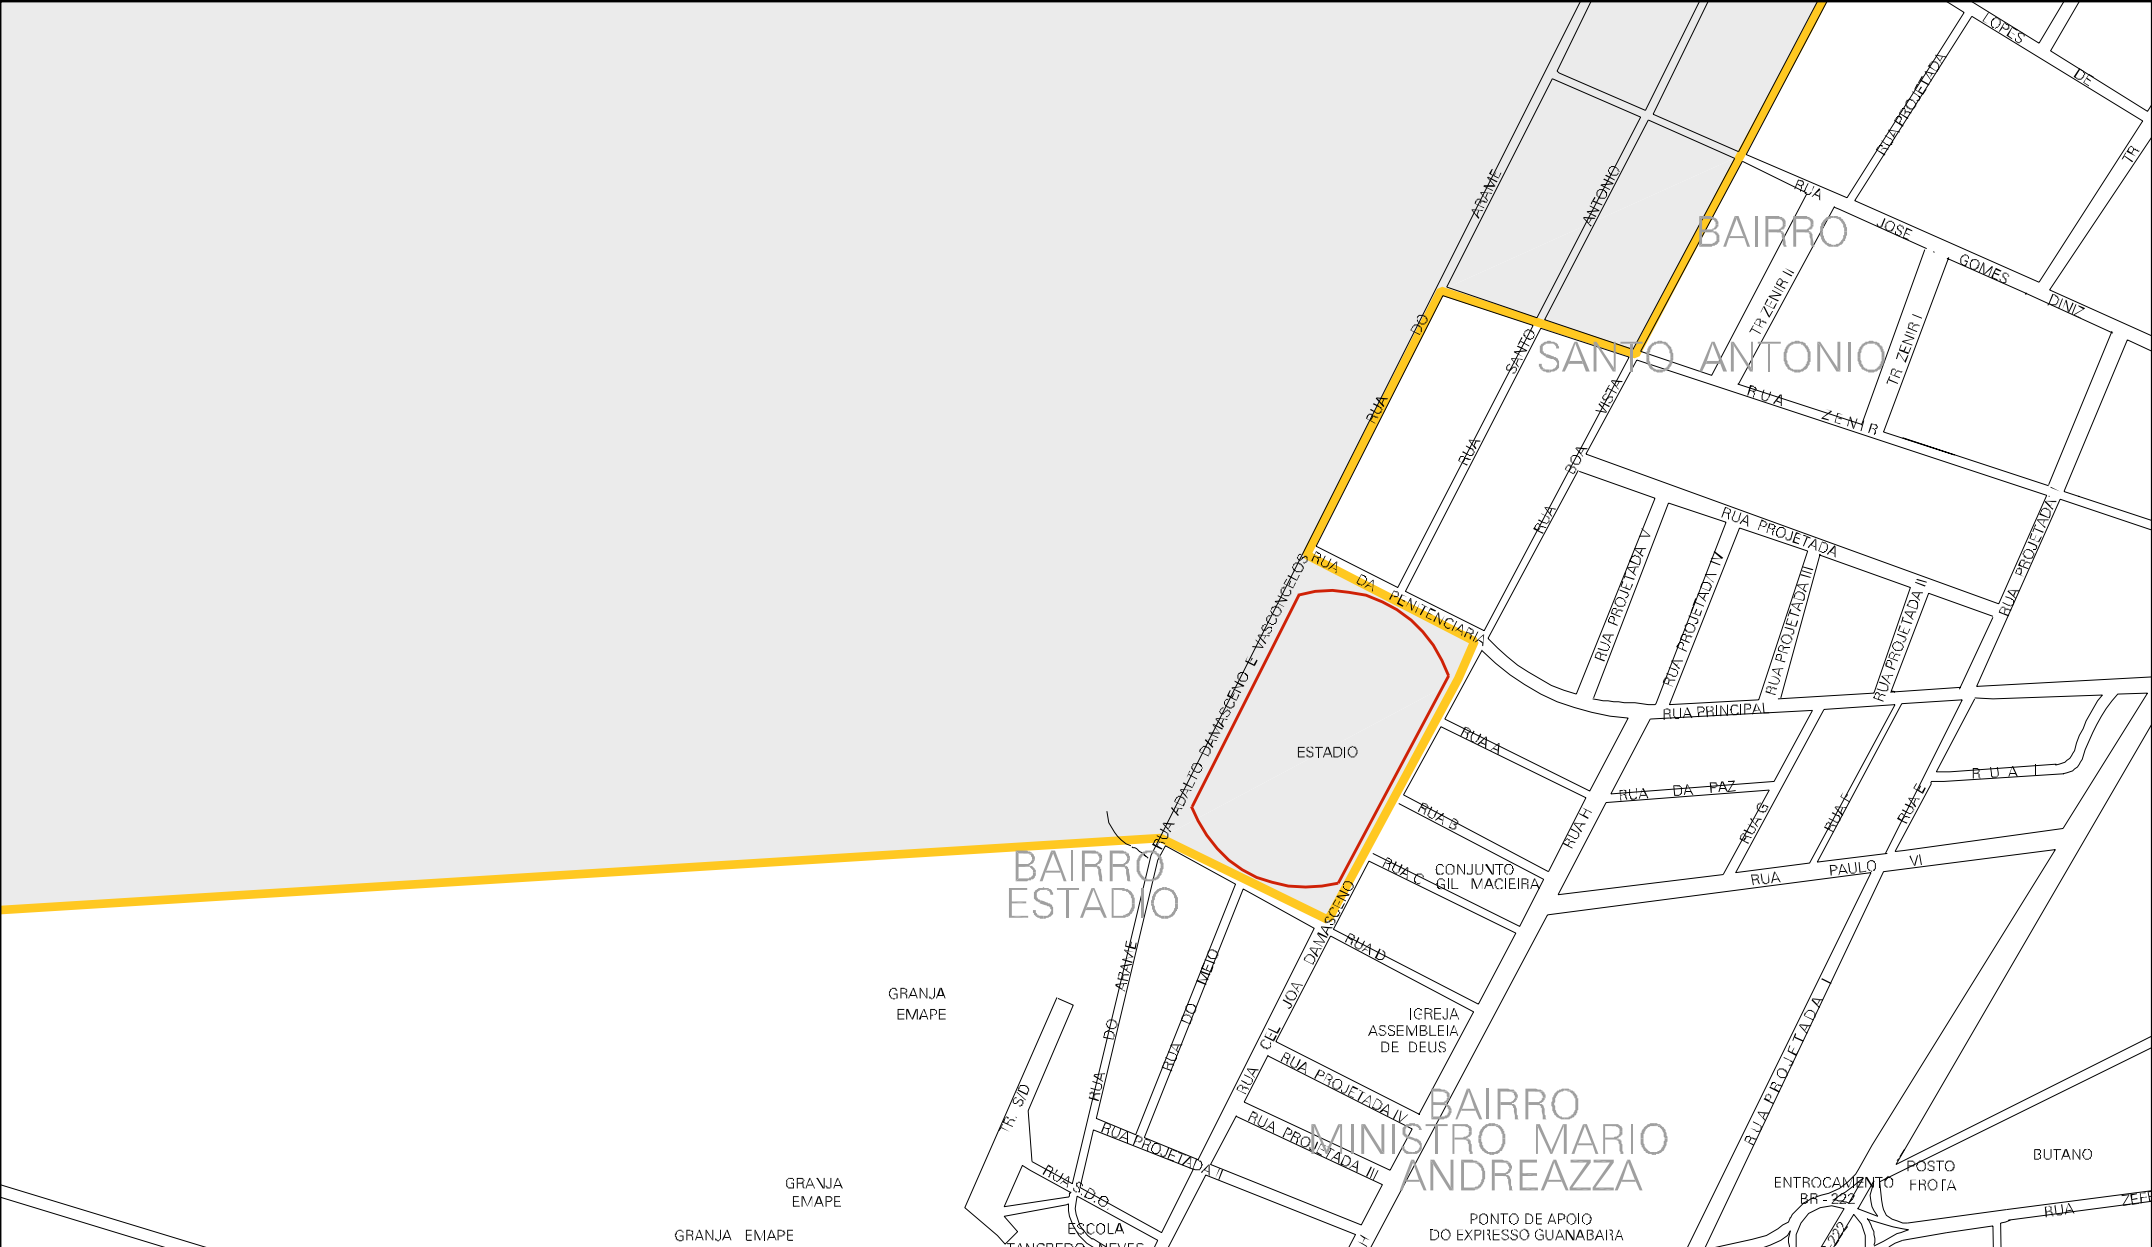 LOPES
DE
TR
RUA PROJETADA
ARAME
ANTONIO
RUA JOSE GOMES DINIZ
BAIRRO
SANTO ANTONIO
TR ZENIR II
TR ZENIR I
RUA ZENIR
RUA DO
RUA SANTO
RUA BOA VISTA
RUA PROJETADA
RUA PROJETADA I
RUA PROJETADA V
RUA PROJETADA IV
RUA PROJETADA III
RUA PROJETADA II
RUA DA PENITENCIARIA
RUA ADALTO DAMASCENO E VASCONCELOS
ESTADIO
RUA PRINCIPAL
RUA A
RUA B
RUA C
RUA D
RUA DA PAZ
RUA H
RUA G
RUA F
RUA E
RUA I
RUA PAULO VI
CONJUNTO
GIL MACIEIRA
BAIRRO
ESTADIO
RUA DO ARAME
RUA DO MEIO
RUA CEL JOA DAMASCENO
GRANJA
EMAPE
IGREJA
ASSEMBLEIA
DE DEUS
RUA PROJETADA I
RUA PROJETADA IV
RUA PROJETADA III
RUA PROJETADA II
TR. S/D
RUA S.D.O.
BAIRRO
MINISTRO MARIO
ANDREAZZA
GRANJA
EMAPE
GRANJA EMAPE
ESCOLA
TANCREDO NEVES
PONTO DE APOIO
DO EXPRESSO GUANABARA
ENTROCAMENTO
BR - 222
POSTO
FROTA
BUTANO
RUA ZEFE
222
H